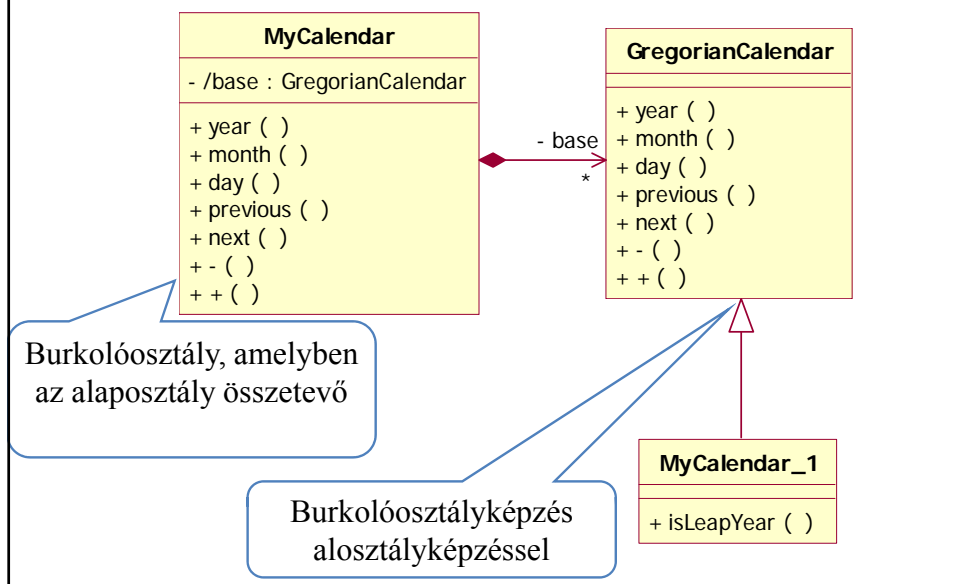 MyCalendar
- /base : GregorianCalendar
+ year ( )
+ month ( )
+ day ( )
+ previous ( )
+ next ( )
+ - ( )
+ + ( )
- base
*
GregorianCalendar
+ year ( )
+ month ( )
+ day ( )
+ previous ( )
+ next ( )
+ - ( )
+ + ( )
Burkolóosztály, amelyben
az alaposztály összetevő
Burkolóosztályképzés
alosztályképzéssel
MyCalendar_1
+ isLeapYear ( )